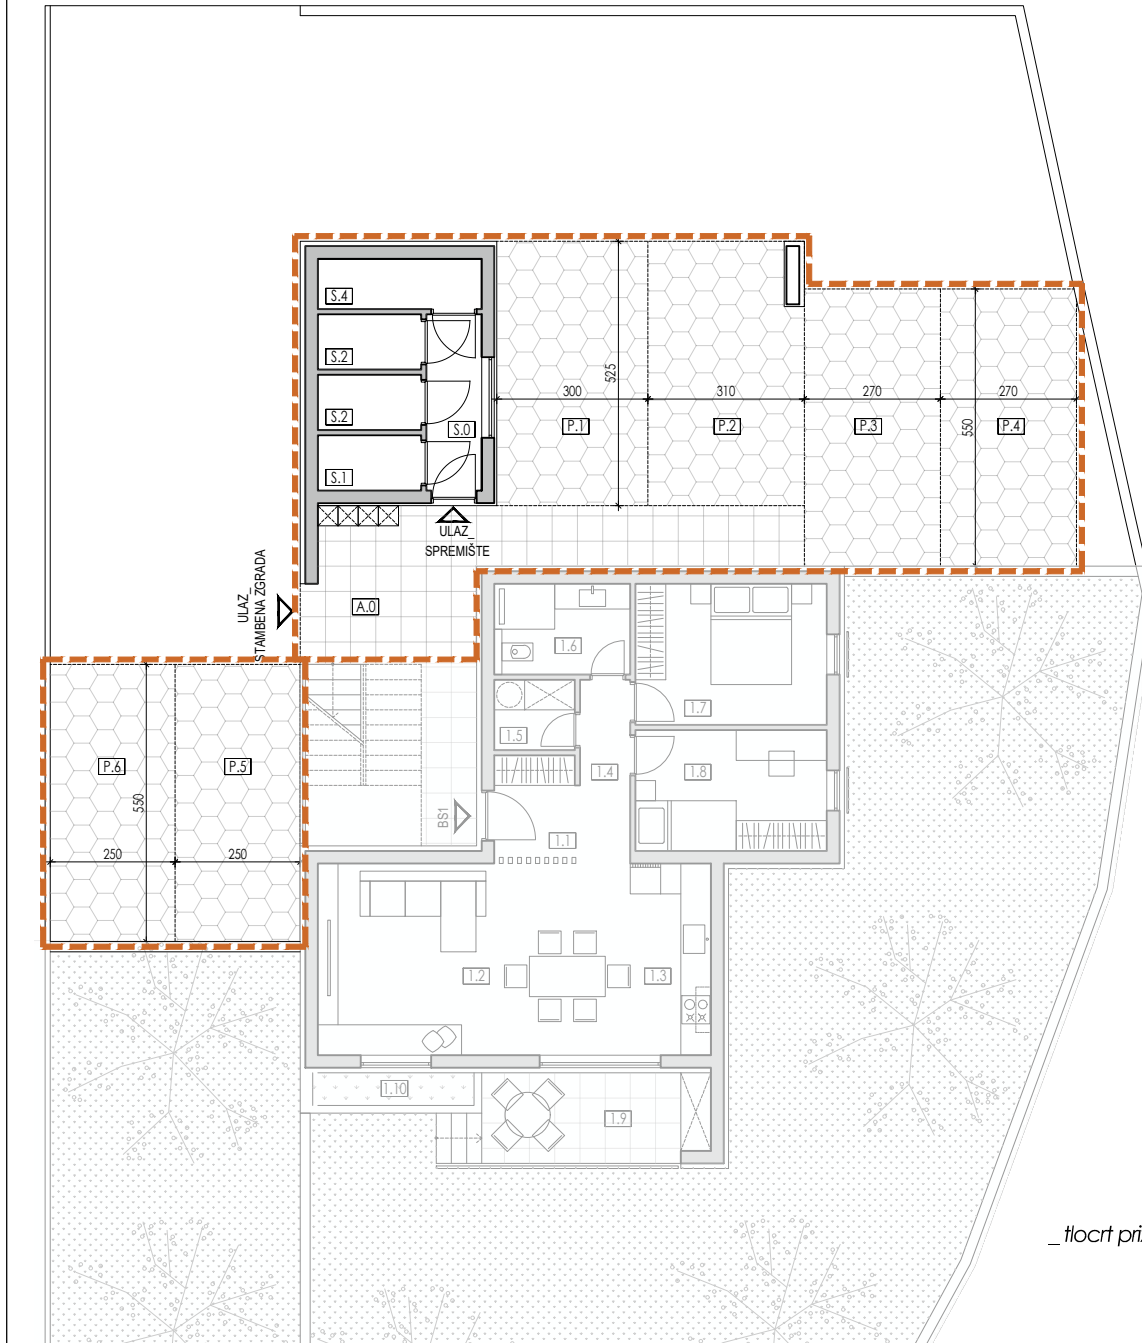 S.4
S.2
S.2
S.0
S.1
300
525
310
270
550
270
P.1
P.2
P.3
P.4
ULAZ_
SPREMIŠTE
ULAZ_
STAMBENA ZGRADA
A.0
1.6
1.7
1.5
1.4
1.8
P.6
P.5
550
BS1
1.1
250
250
1.2
1.3
1.10
1.9
_tlocrt pri